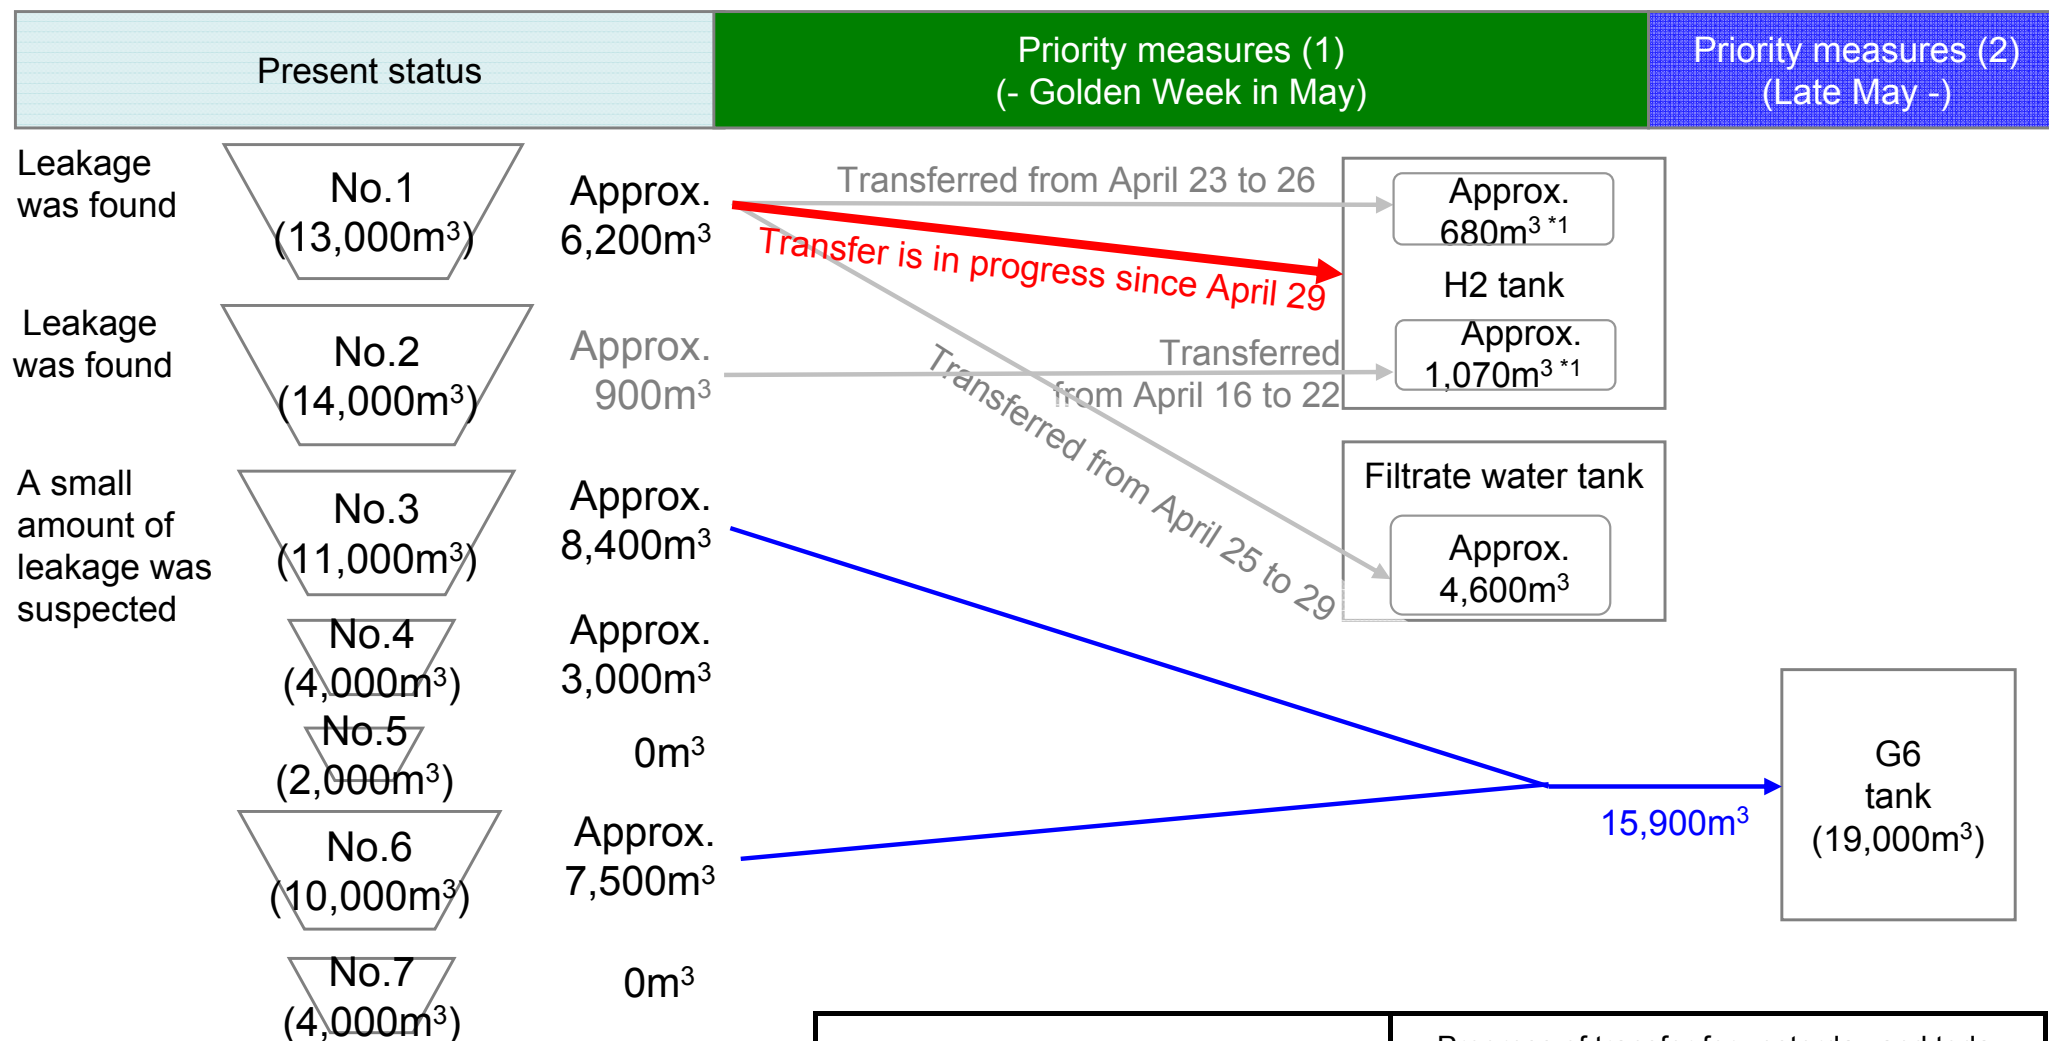 Present status
Priority measures (1)
(- Golden Week in May)
Priority measures (2)
(Late May -)
Leakage
was found
No.1
(13,000m³)
Approx.
6,200m³
Transferred from April 23 to 26
Transfer is in progress since April 29
Approx.
680m³ *1
H2 tank
Leakage
was found
No.2
(14,000m³)
Approx.
900m³
Transferred
from April 16 to 22
Approx.
1,070m³ *1
Transferred from April 25 to 29
Filtrate water tank
Approx.
4,600m³
A small
amount of
leakage was
suspected
No.3
(11,000m³)
Approx.
8,400m³
No.4
(4,000m³)
Approx.
3,000m³
No.5
(2,000m³)
0m³
No.6
(10,000m³)
Approx.
7,500m³
15,900m³
G6
tank
(19,000m³)
No.7
(4,000m³)
0m³